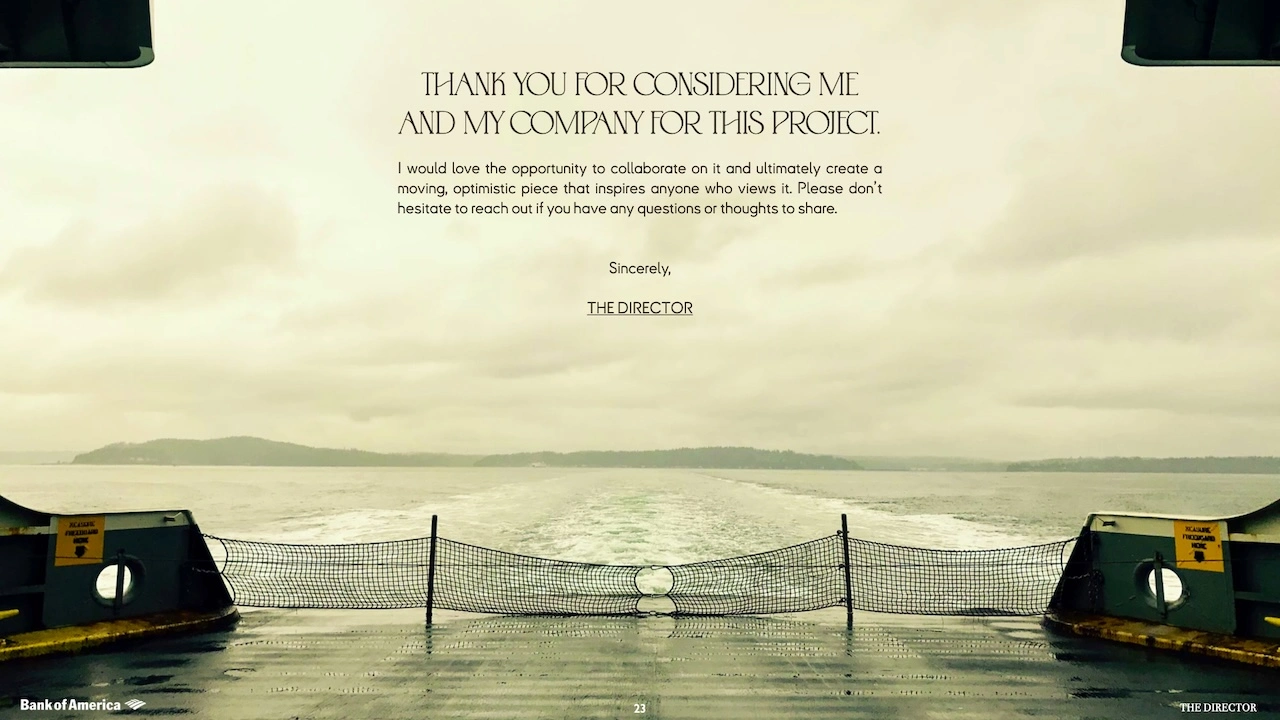 THANK YOU FOR CONSIDERING ME
AND MY COMPANY FOR THIS PROJECT.
I would love the opportunity to collaborate on it and ultimately create a
moving, optimistic piece that inspires anyone who views it. Please don't
hesitate to reach out if you have any questions or thoughts to share.
Sincerely,
THE DIRECTOR
Bank of America
23
THE DIRECTOR